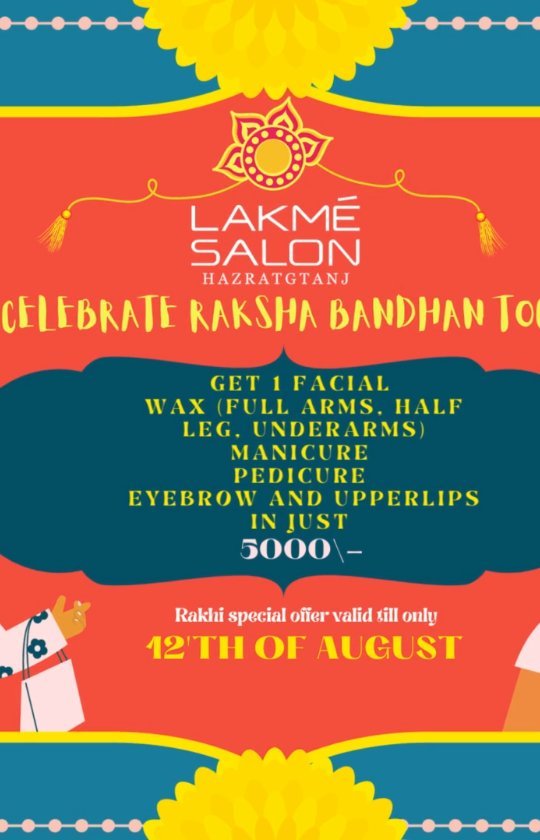 LAKMÉ
SALON
HAZRATGTANJ
CELEBRATE RAKSHA BANDHAN
GET 1 FACIAL
WAX (FULL ARMS, HALF
LEG, UNDERARMS)
MANICURE
PEDICURE
EYEBROW AND UPPERLIPS
IN JUST
5000\-
Rakhi special offer valid till only
12'TH OF AUGUST